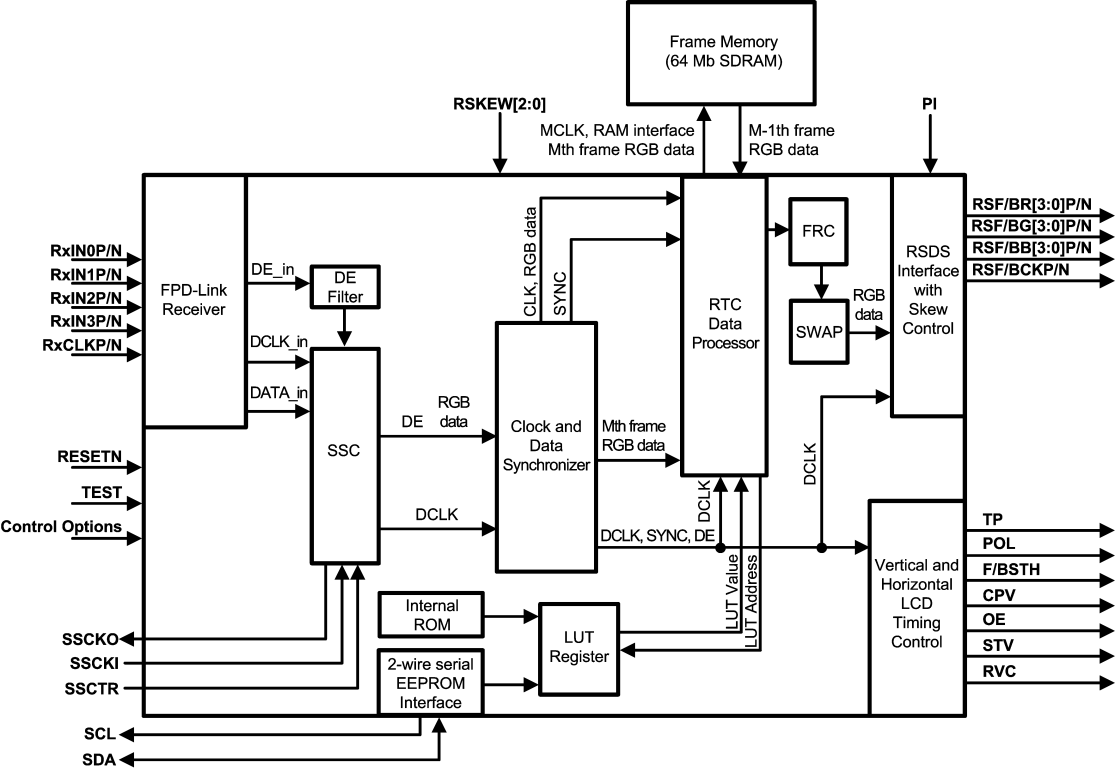 Frame Memory
(64 Mb SDRAM)
RSKEW[2:0]
PI
MCLK, RAM interface
Mth frame RGB data
M-1th frame
RGB data
RxIN0P/N
RxIN1P/N
RxIN2P/N
RxIN3P/N
RxCLKP/N
FPD-Link
Receiver
DE_in
DCLK_in
DATA_in
DE
Filter
SSC
DE
RGB
data
DCLK
CLK, RGB data
SYNC
Clock and
Data
Synchronizer
Mth frame
RGB data
DCLK, SYNC, DE
RTC
Data
Processor
FRC
SWAP
RGB
data
RSDS
Interface
with
Skew
Control
RSF/BR[3:0]P/N
RSF/BG[3:0]P/N
RSF/BB[3:0]P/N
RSF/BCKP/N
DCLK
DCLK
LUT Value
LUT Address
RESETN
TEST
Control Options
SSCKO
SSCKI
SSCTR
SCL
SDA
Internal
ROM
2-wire serial
EEPROM
Interface
LUT
Register
Vertical and
Horizontal
LCD
Timing
Control
TP
POL
F/BSTH
CPV
OE
STV
RVC